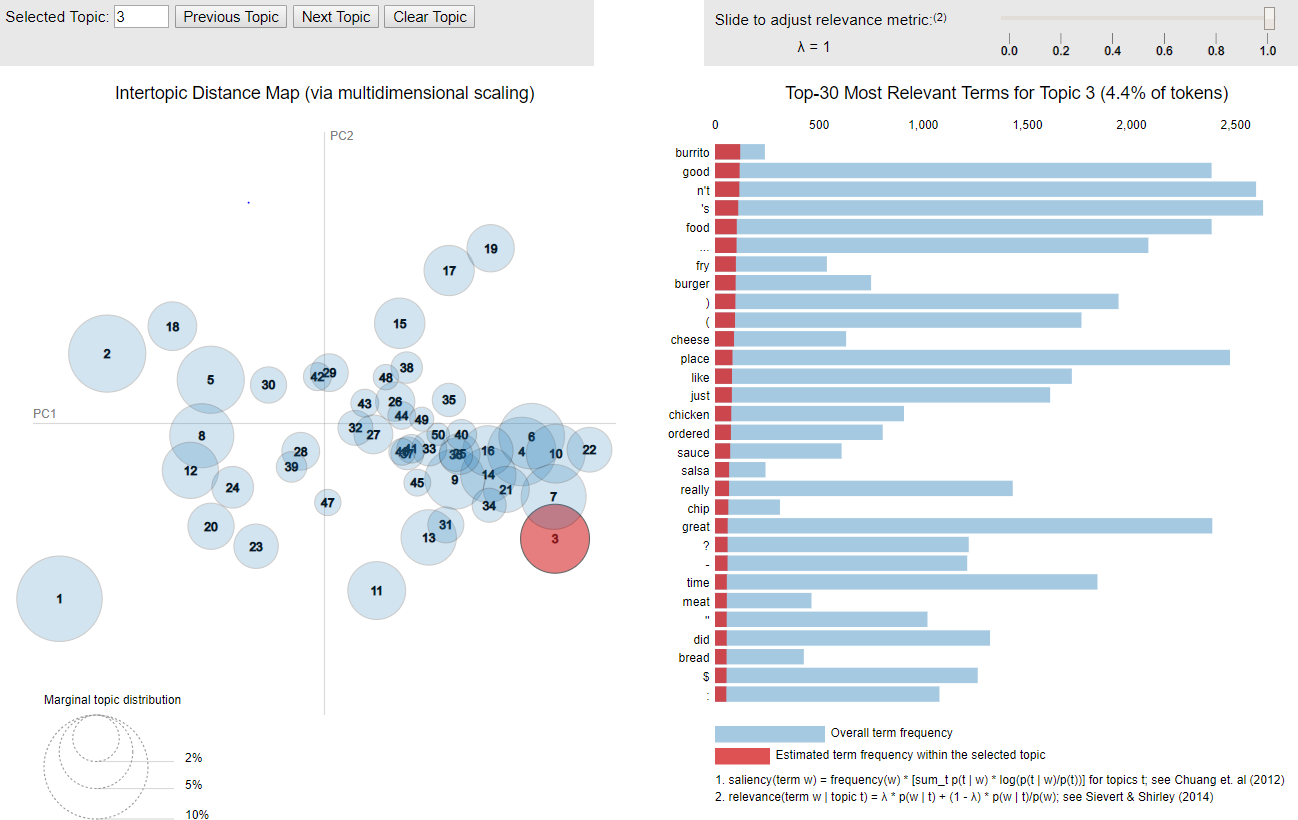 Selected Topic: 3 Previous Topic Next Topic Clear Topic
Slide to adjust relevance metric:(2)
λ = 1
0.0 0.2 0.4 0.6 0.8 1.0
Intertopic Distance Map (via multidimensional scaling)
PC2
PC1
19
17
15
18
2
5
30
42
29
48
38
43
26
44
49
35
32
27
8
12
28
39
24
20
23
1
47
41
33
50
40
25
16
4
6
10
22
9
14
21
34
7
45
31
13
3
11
Marginal topic distribution
2%
5%
10%
Top-30 Most Relevant Terms for Topic 3 (4.4% of tokens)
0 500 1,000 1,500 2,000 2,500
burrito
good
n't
's
food
...
fry
burger
)
(
cheese
place
like
just
chicken
ordered
sauce
salsa
really
chip
great
?
-
time
meat
"
did
bread
$
:
Overall term frequency
Estimated term frequency within the selected topic
1. saliency(term w) = frequency(w) * [sum_t p(t | w) * log(p(t | w)/p(t))] for topics t; see Chuang et. al (2012)
2. relevance(term w | topic t) = λ * p(w | t) + (1 - λ) * p(w | t)/p(w); see Sievert & Shirley (2014)